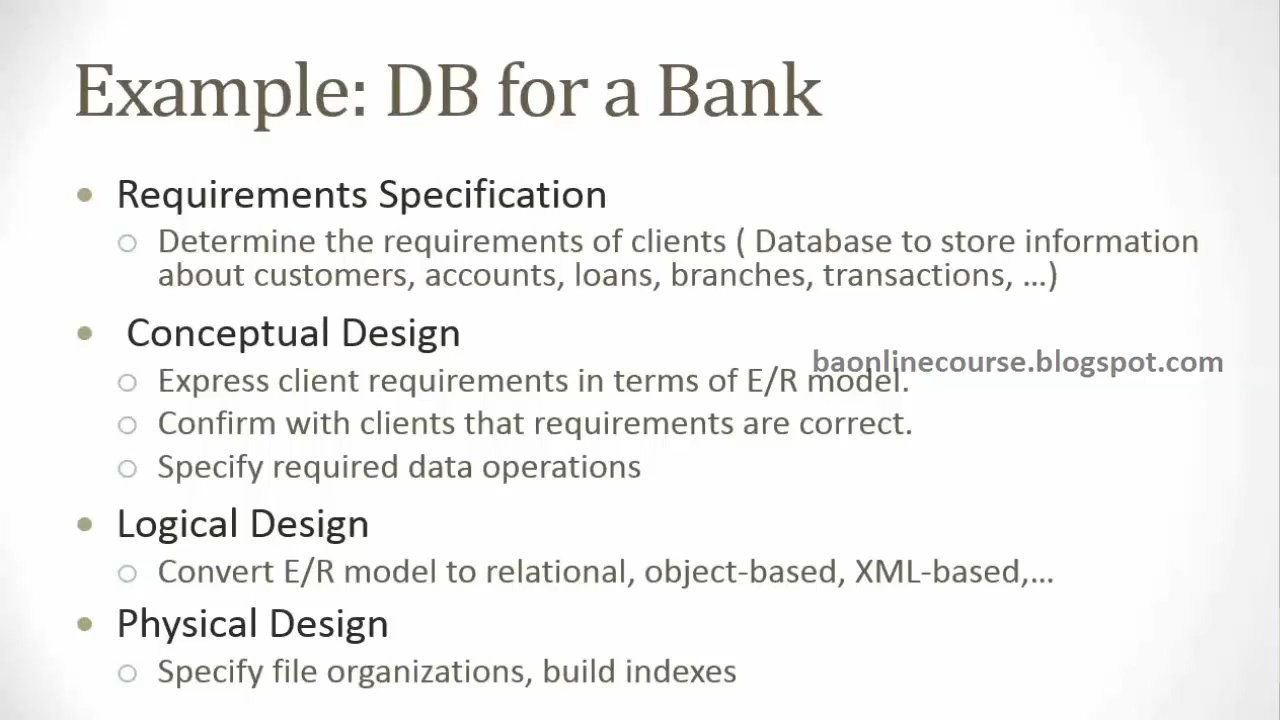 Example: DB for a Bank
• Requirements Specification
○ Determine the requirements of clients ( Database to store information
about customers, accounts, loans, branches, transactions, ...)
• Conceptual Design
baonlinecourse.blogspot.com
○ Express client requirements in terms of E/R model.
○ Confirm with clients that requirements are correct.
○ Specify required data operations
• Logical Design
○ Convert E/R model to relational, object-based, XML-based,...
• Physical Design
○ Specify file organizations, build indexes